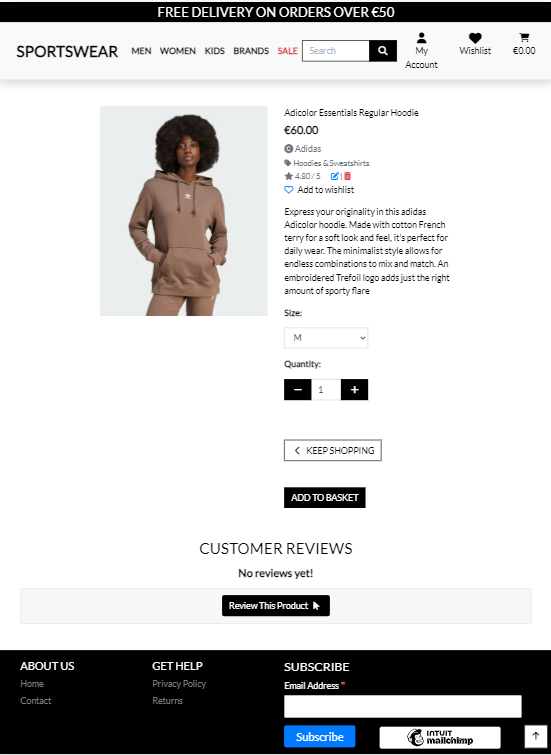 FREE DELIVERY ON ORDERS OVER €50
SPORTSWEAR
MEN WOMEN KIDS BRANDS SALE
Search
My Account
Wishlist
€0.00
Adicolor Essentials Regular Hoodie
€60.00
Adidas
Hoodies & Sweatshirts
4.80 / 5 |
Add to wishlist
Express your originality in this adidas
Adicolor hoodie. Made with cotton French
terry for a soft look and feel, it's perfect for
daily wear. The minimalist style allows for
endless combinations to mix and match. An
embroidered Trefoil logo adds just the right
amount of sporty flare
Size:
M
Quantity:
1
KEEP SHOPPING
ADD TO BASKET
CUSTOMER REVIEWS
No reviews yet!
Review This Product
ABOUT US
Home
Contact
GET HELP
Privacy Policy
Returns
SUBSCRIBE
Email Address *
Subscribe
INTUIT
mailchimp